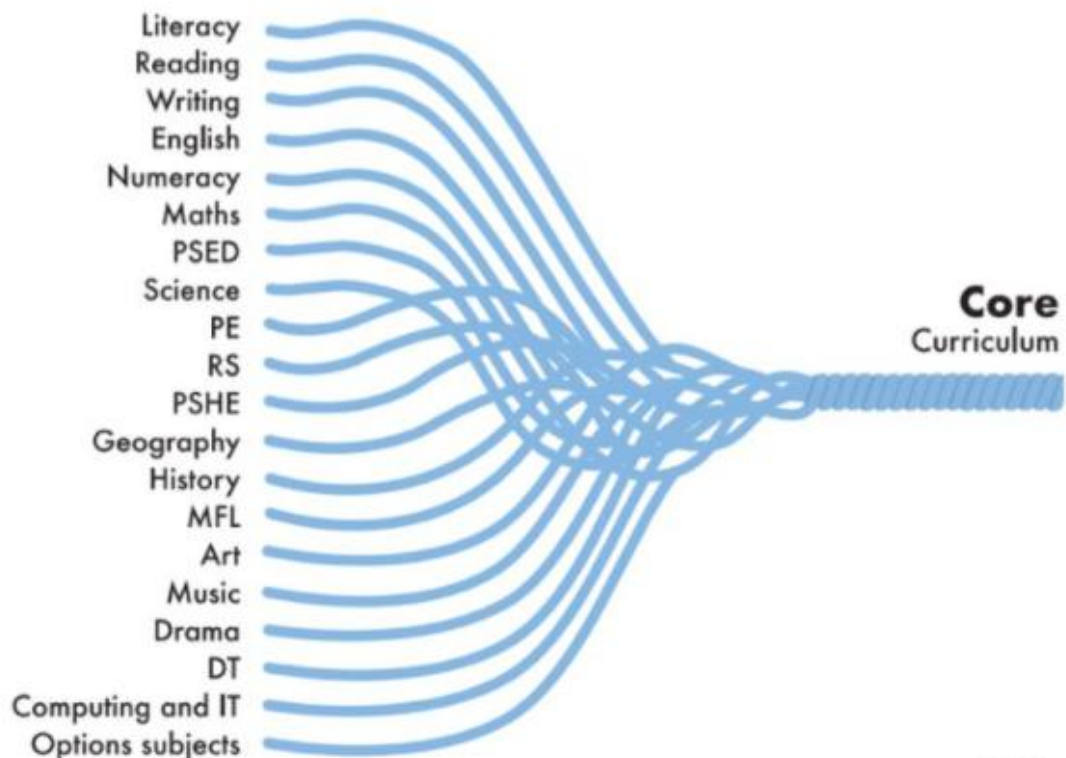 Literacy
Reading
Writing
English
Numeracy
Maths
PSED
Science
PE
RS
PSHE
Geography
History
MFL
Art
Music
Drama
DT
Computing and IT
Options subjects
Core
Curriculum